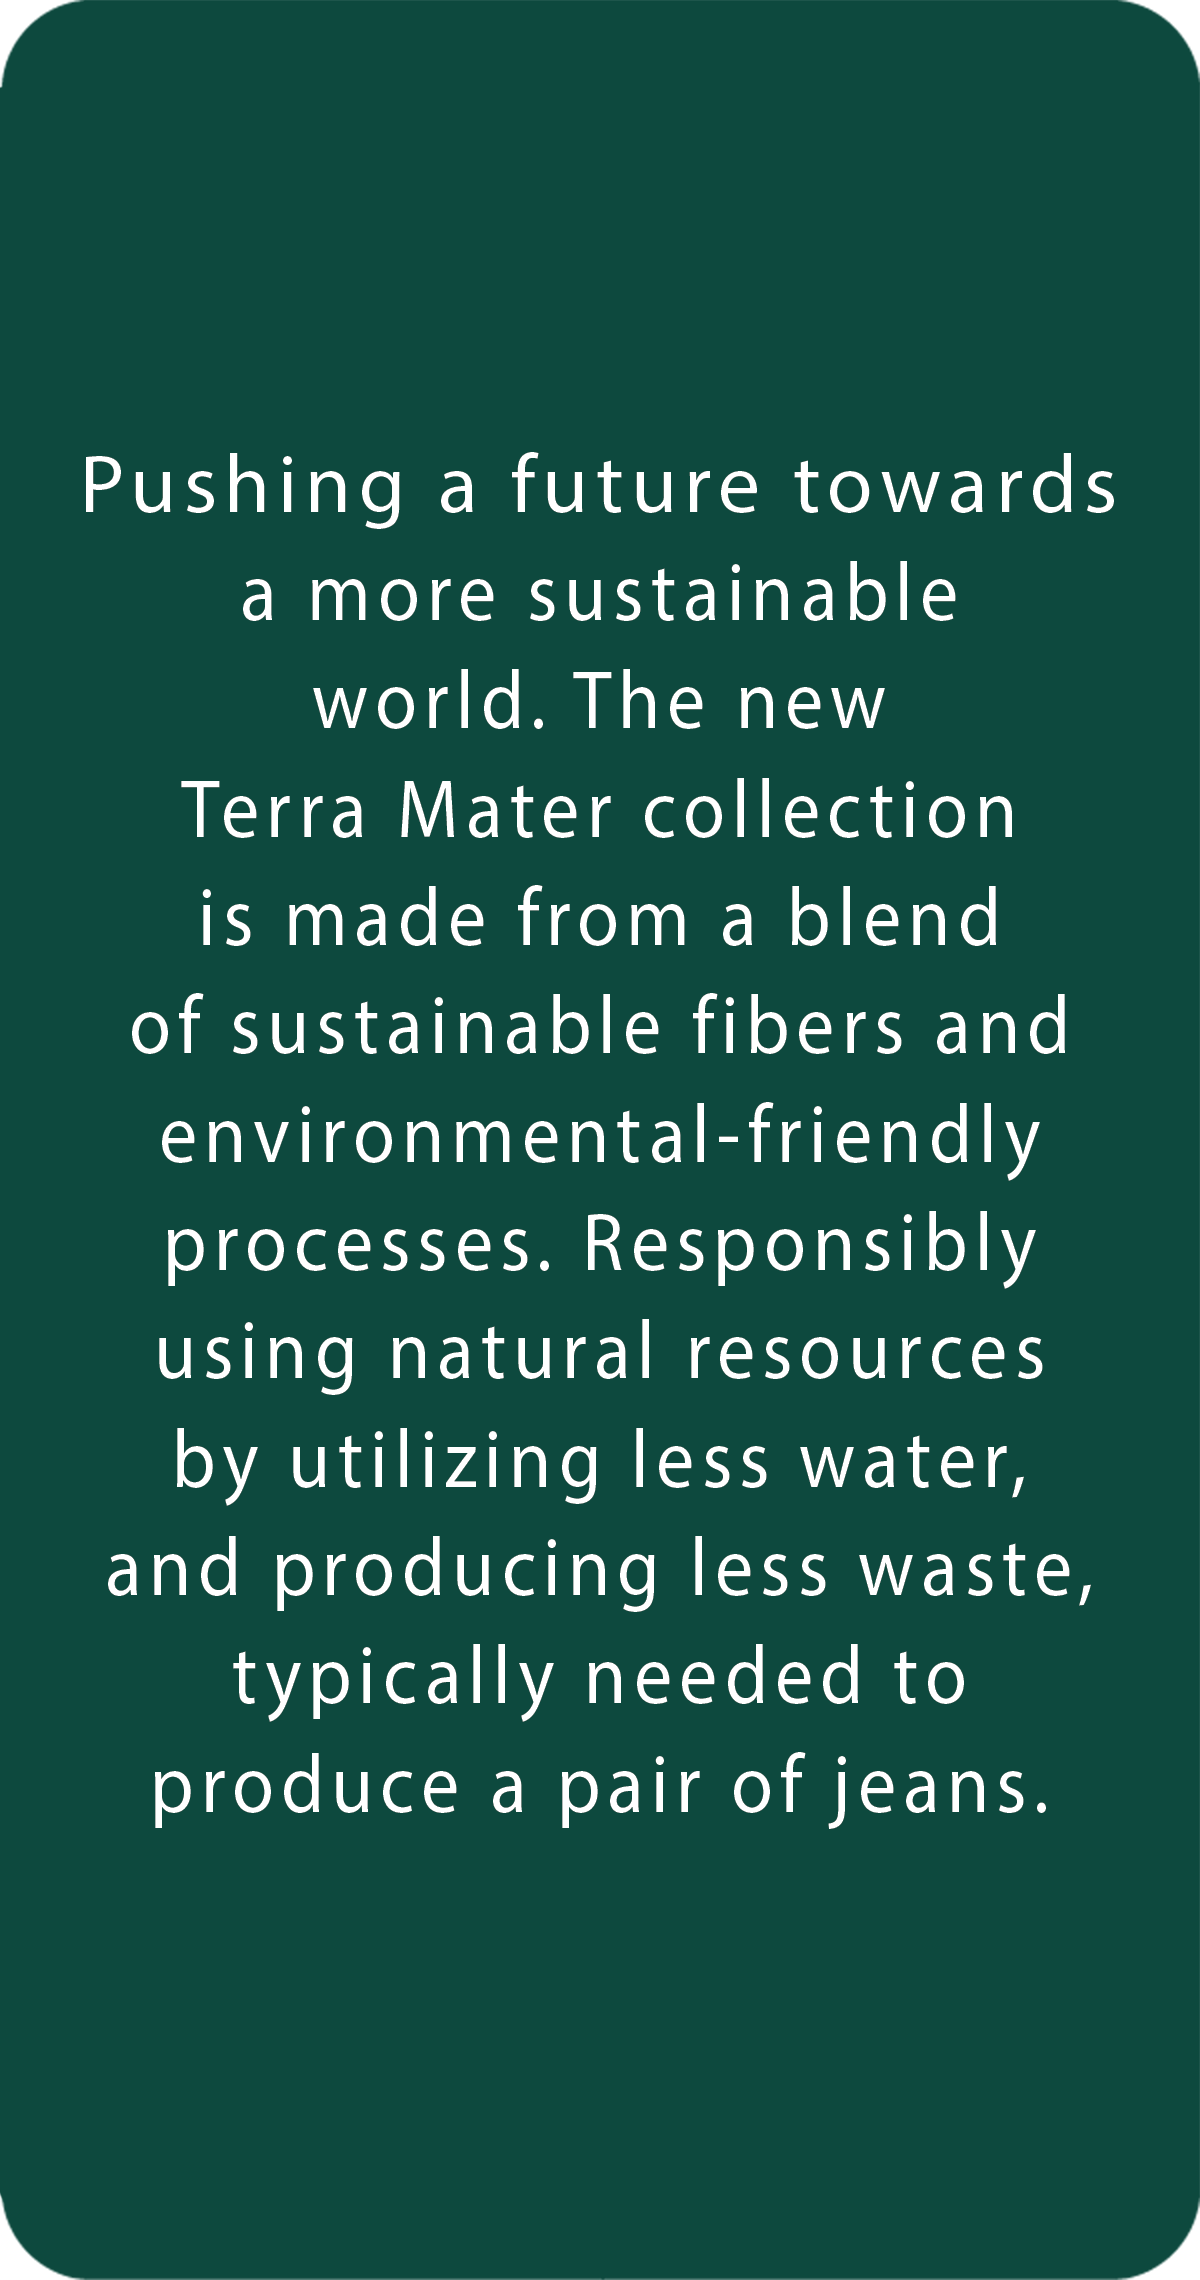 Pushing a future towards
a more sustainable
world. The new
Terra Mater collection
is made from a blend
of sustainable fibers and
environmental-friendly
processes. Responsibly
using natural resources
by utilizing less water,
and producing less waste,
typically needed to
produce a pair of jeans.